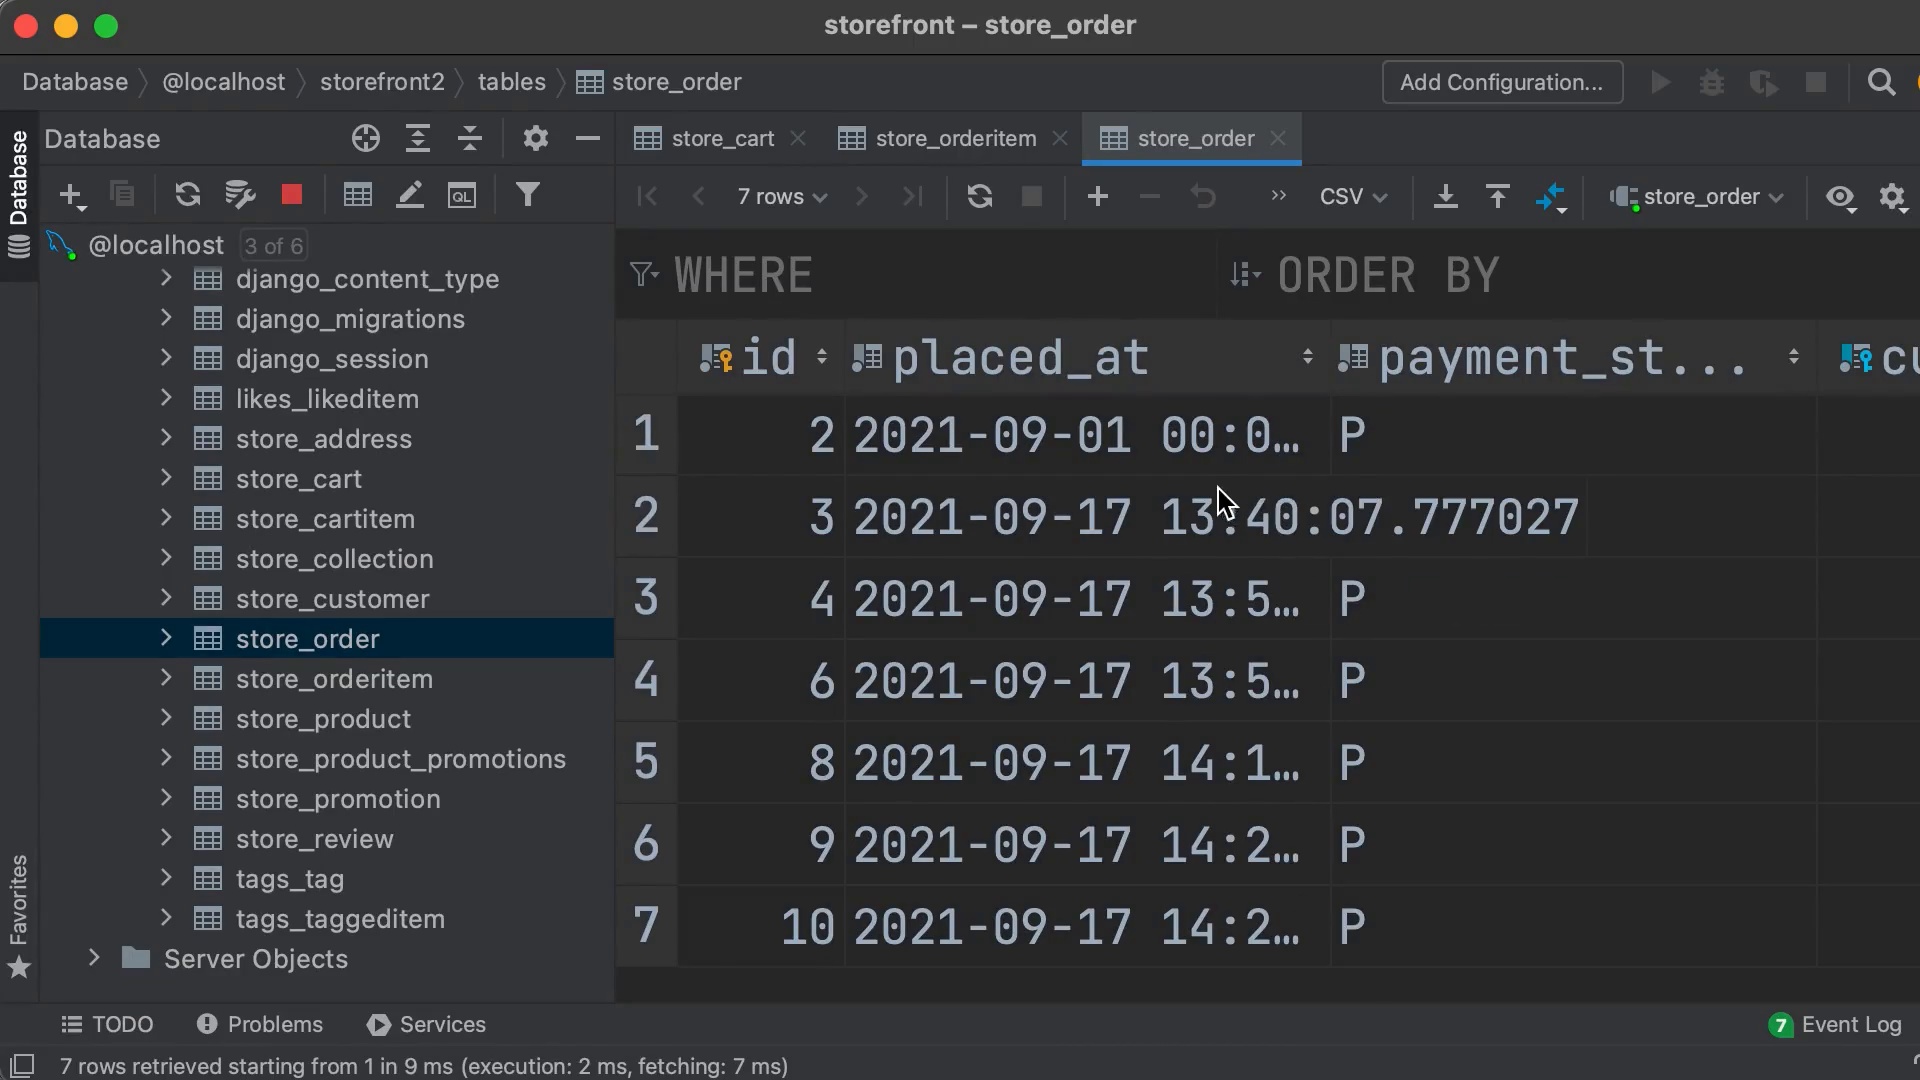 storefront – store_order
Database @localhost storefront2 tables store_order
Add Configuration...
Database
Database
store_cart
store_orderitem
store_order
QL
7 rows
CSV
store_order
@localhost 3 of 6
WHERE
ORDER BY
django_content_type
django_migrations
django_session
likes_likeditem
store_address
store_cart
store_cartitem
store_collection
store_customer
store_order
store_orderitem
store_product
store_product_promotions
store_promotion
store_review
tags_tag
tags_taggeditem
Server Objects
Favorites
id placed_at payment_st... cu
1 2 2021-09-01 00:0… P
2 3 2021-09-17 13:40:07.777027
3 4 2021-09-17 13:5… P
4 6 2021-09-17 13:5… P
5 8 2021-09-17 14:1… P
6 9 2021-09-17 14:2… P
7 10 2021-09-17 14:2… P
TODO
Problems
Services
7 Event Log
7 rows retrieved starting from 1 in 9 ms (execution: 2 ms, fetching: 7 ms)